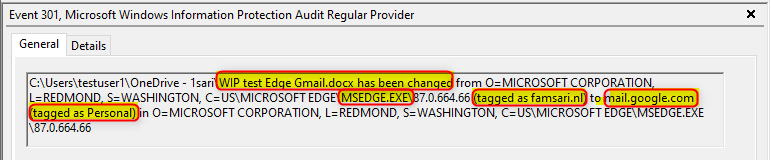 Event 301, Microsoft Windows Information Protection Audit Regular Provider
General Details
C:\Users\testuser1\OneDrive - 1sari\WIP test Edge Gmail.docx has been changed from O=MICROSOFT CORPORATION,
L=REDMOND, S=WASHINGTON, C=US\MICROSOFT EDGE\MSEDGE.EXE\87.0.664.66 (tagged as famsari.nl) to mail.google.com
(tagged as Personal) in O=MICROSOFT CORPORATION, L=REDMOND, S=WASHINGTON, C=US\MICROSOFT EDGE\MSEDGE.EXE
\87.0.664.66